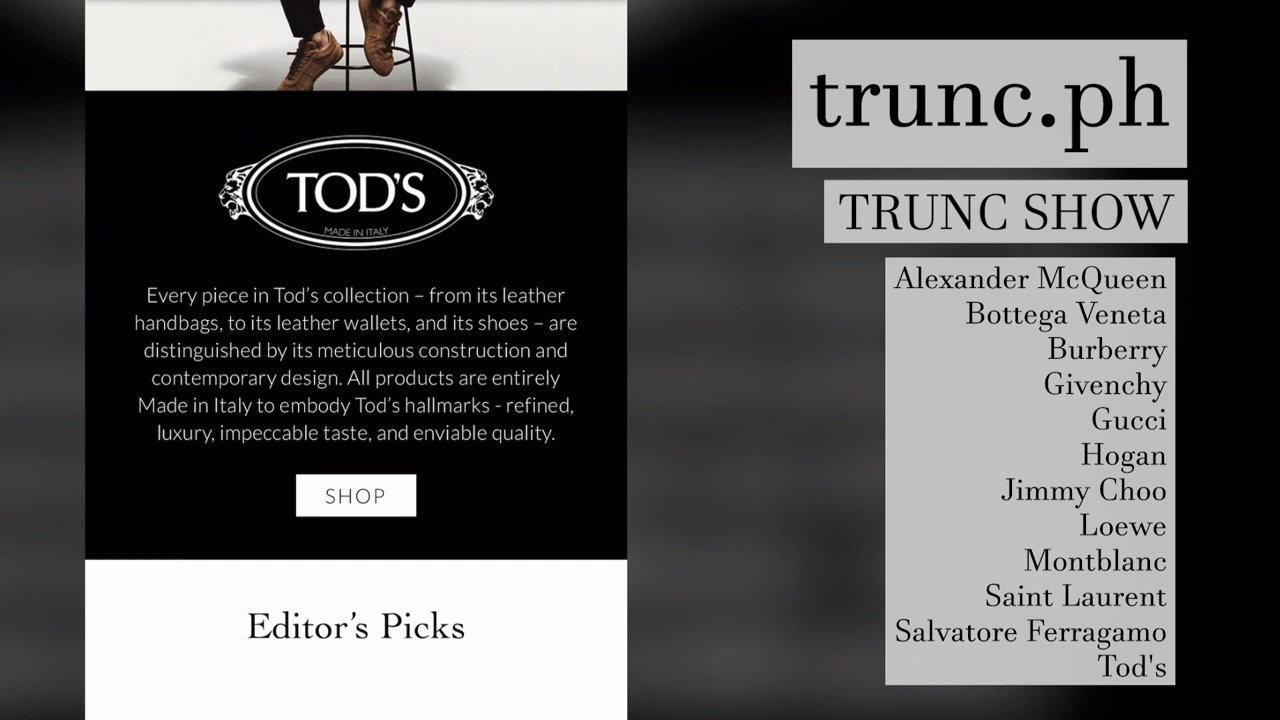 TOD'S
MADE IN ITALY
Every piece in Tod's collection – from its leather
handbags, to its leather wallets, and its shoes – are
distinguished by its meticulous construction and
contemporary design. All products are entirely
Made in Italy to embody Tod's hallmarks - refined,
luxury, impeccable taste, and enviable quality.
SHOP
Editor's Picks
trunc.ph
TRUNC SHOW
Alexander McQueen
Bottega Veneta
Burberry
Givenchy
Gucci
Hogan
Jimmy Choo
Loewe
Montblanc
Saint Laurent
Salvatore Ferragamo
Tod's